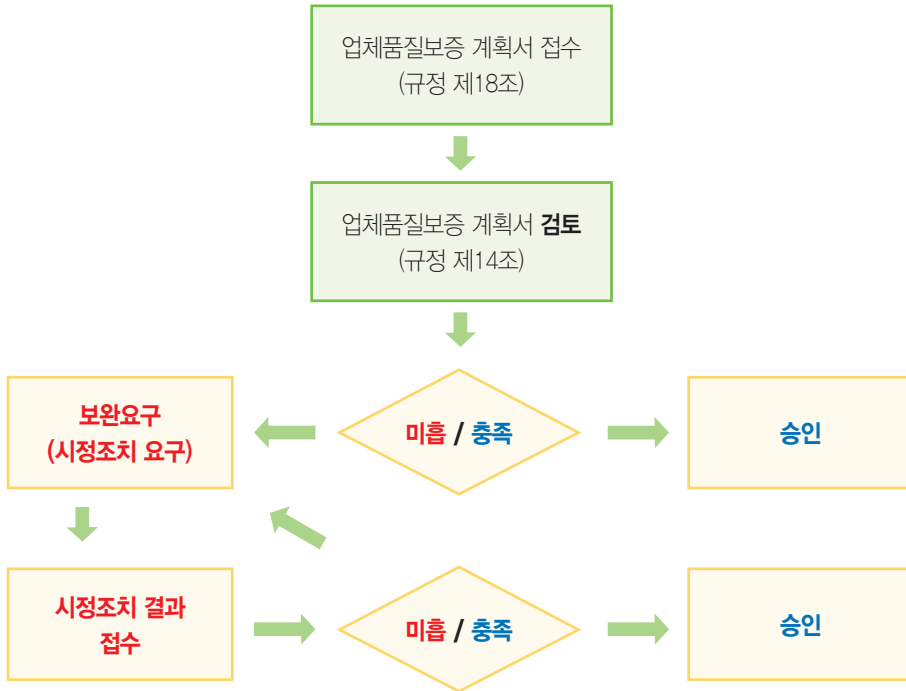 업체품질보증 계획서 접수
(규정 제18조)
업체품질보증 계획서 검토
(규정 제14조)
보완요구
(시정조치 요구)
미흡 / 충족
승인
시정조치 결과
접수
미흡 / 충족
승인